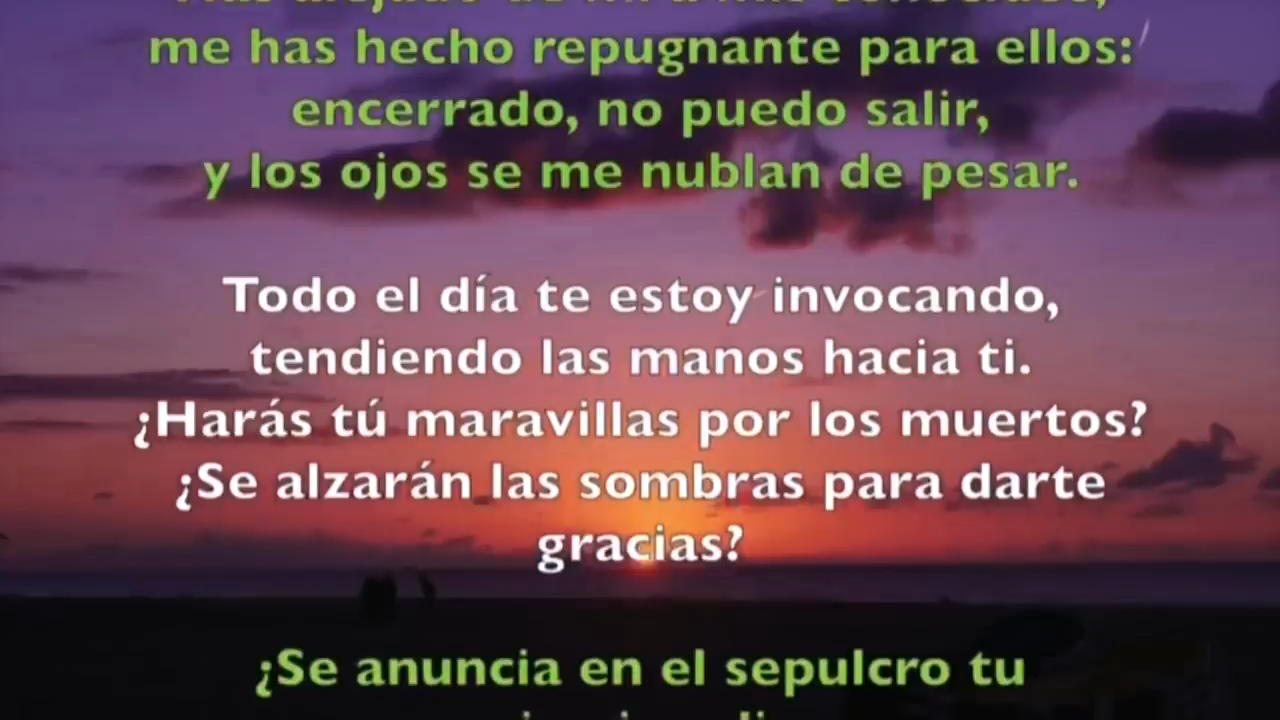 me has hecho repugnante para ellos:
encerrado, no puedo salir,
y los ojos se me nublan de pesar.
Todo el día te estoy invocando,
tendiendo las manos hacia ti.
¿Harás tú maravillas por los muertos?
¿Se alzarán las sombras para darte
gracias?
¿Se anuncia en el sepulcro tu